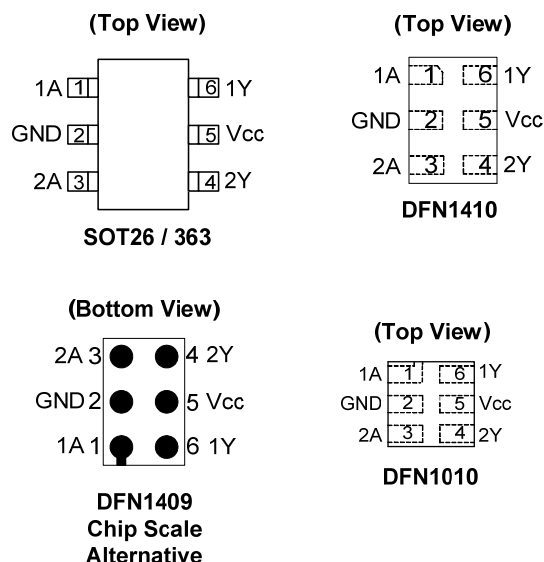 (Top View)
1A 1 6 1Y
GND 2 5 Vcc
2A 3 4 2Y
SOT26 / 363
(Top View)
1A 1 6 1Y
GND 2 5 Vcc
2A 3 4 2Y
DFN1410
(Bottom View)
2A 3 4 2Y
GND 2 5 Vcc
1A 1 6 1Y
DFN1409
Chip Scale
Alternative
(Top View)
1A 1 6 1Y
GND 2 5 Vcc
2A 3 4 2Y
DFN1010